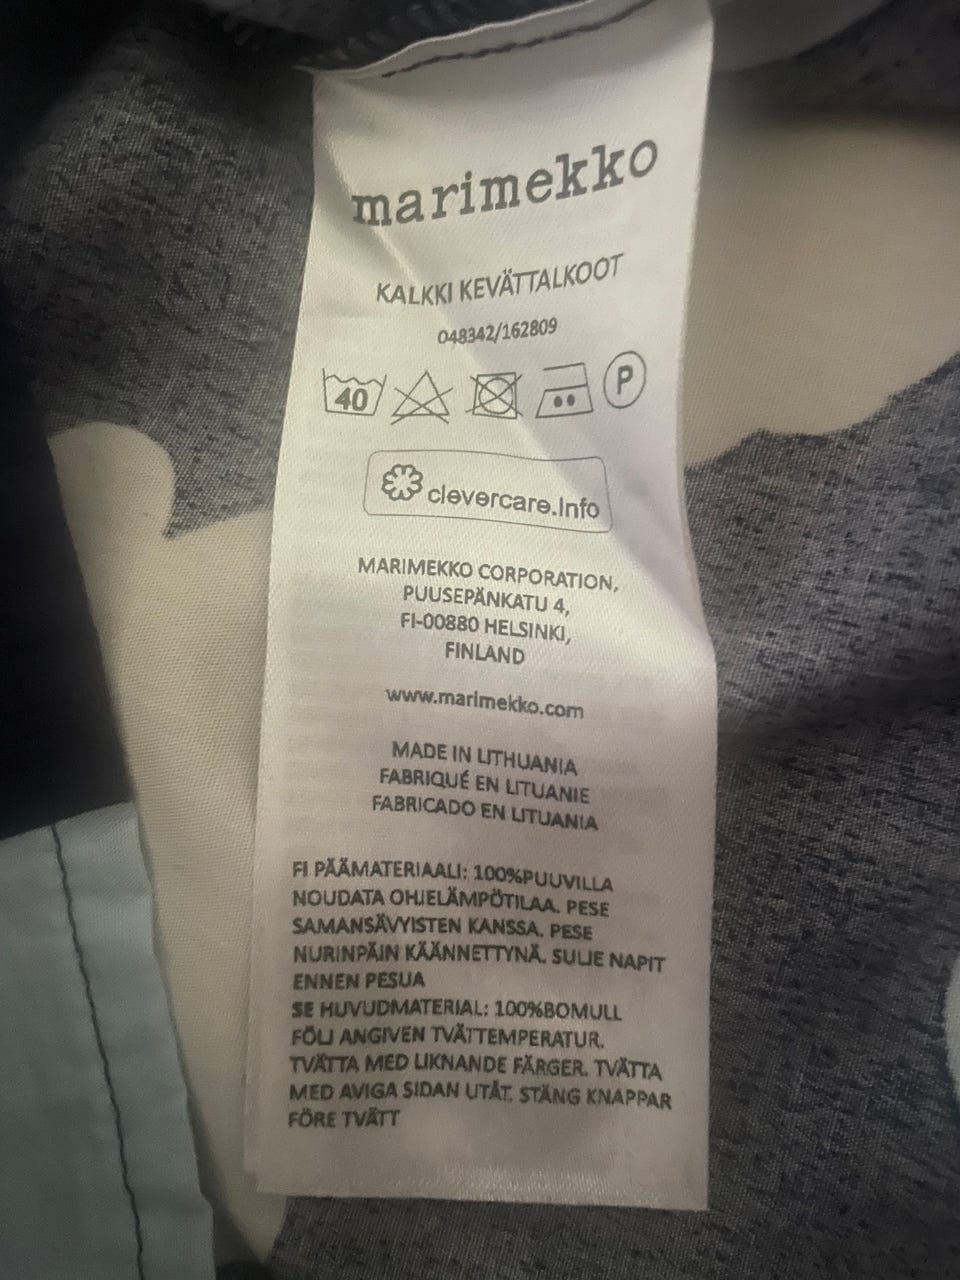 marimekko
KALKKI KEVÄTTALKOOT
048342/162809
40 P
clevercare.info
MARIMEKKO CORPORATION,
PUUSEPÄNKATU 4,
FI-00880 HELSINKI,
FINLAND
www.marimekko.com
MADE IN LITHUANIA
FABRIQUÉ EN LITUANIE
FABRICADO EN LITUANIA
FI PÄÄMATERIAALI: 100%PUUVILLA
NOUDATA OHJELÄMPÖTILAA. PESE
SAMANSÄVYISTEN KANSSA. PESE
NURINPÄIN KÄÄNNETTYNÄ. SULJE NAPIT
ENNEN PESUA
SE HUVUDMATERIAL: 100%BOMULL
FÖLJ ANGIVEN TVÄTTEMPERATUR.
TVÄTTA MED LIKNANDE FÄRGER. TVÄTTA
MED AVIGA SIDAN UTÅT. STÄNG KNAPPAR
FÖRE TVÄTT